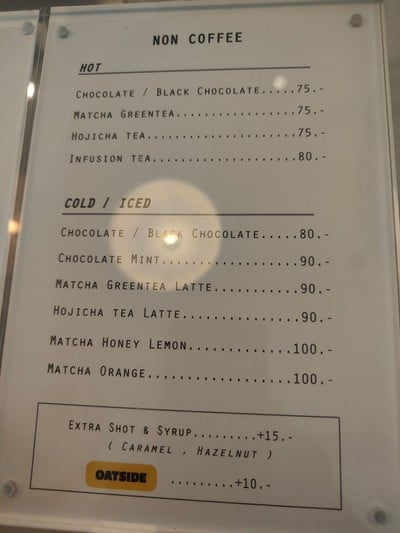 NON COFFEE
HOT
CHOCOLATE / BLACK CHOCOLATE.....75.-
MATCHA GREENTEA.................75.-
HOJICHA TEA.....................75.-
INFUSION TEA....................80.-
COLD / ICED
CHOCOLATE / BLACK CHOCOLATE.....80.-
CHOCOLATE MINT..................90.-
MATCHA GREENTEA LATTE...........90.-
HOJICHA TEA LATTE...............90.-
MATCHA HONEY LEMON.............100.-
MATCHA ORANGE..................100.-
EXTRA SHOT & SYRUP.........+15.-
( CARAMEL , HAZELNUT )
OATSIDE .........+10.-